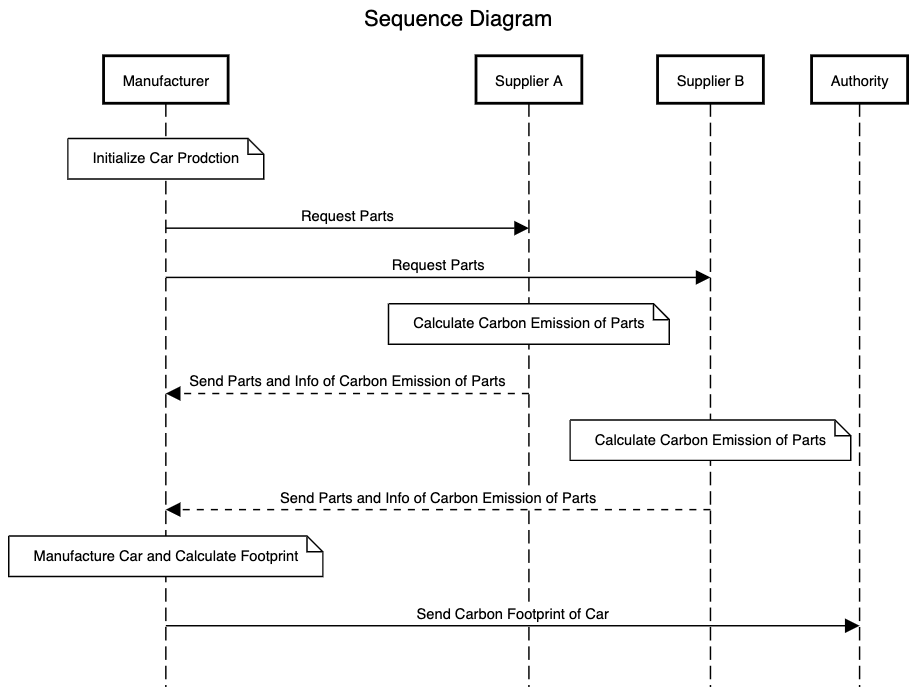 Sequence Diagram
Manufacturer
Supplier A
Supplier B
Authority
Initialize Car Prodction
Request Parts
Request Parts
Calculate Carbon Emission of Parts
Send Parts and Info of Carbon Emission of Parts
Calculate Carbon Emission of Parts
Send Parts and Info of Carbon Emission of Parts
Manufacture Car and Calculate Footprint
Send Carbon Footprint of Car